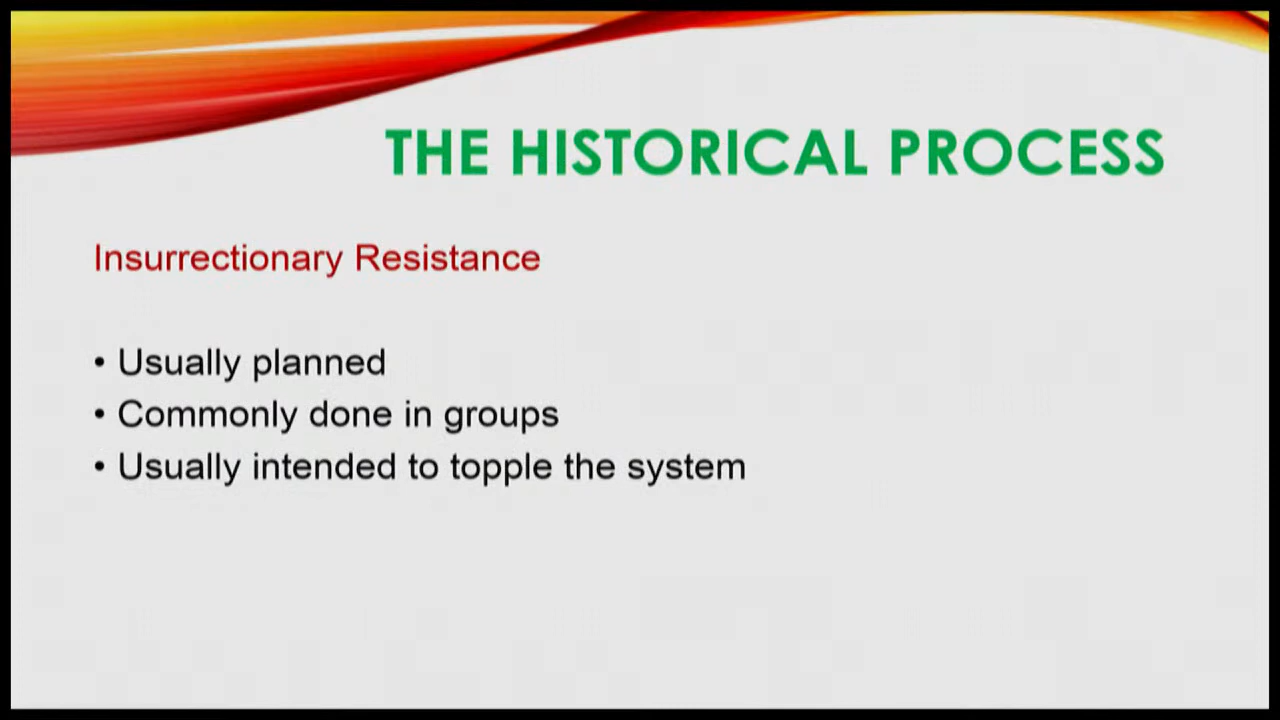 THE HISTORICAL PROCESS
Insurrectionary Resistance
• Usually planned
• Commonly done in groups
• Usually intended to topple the system